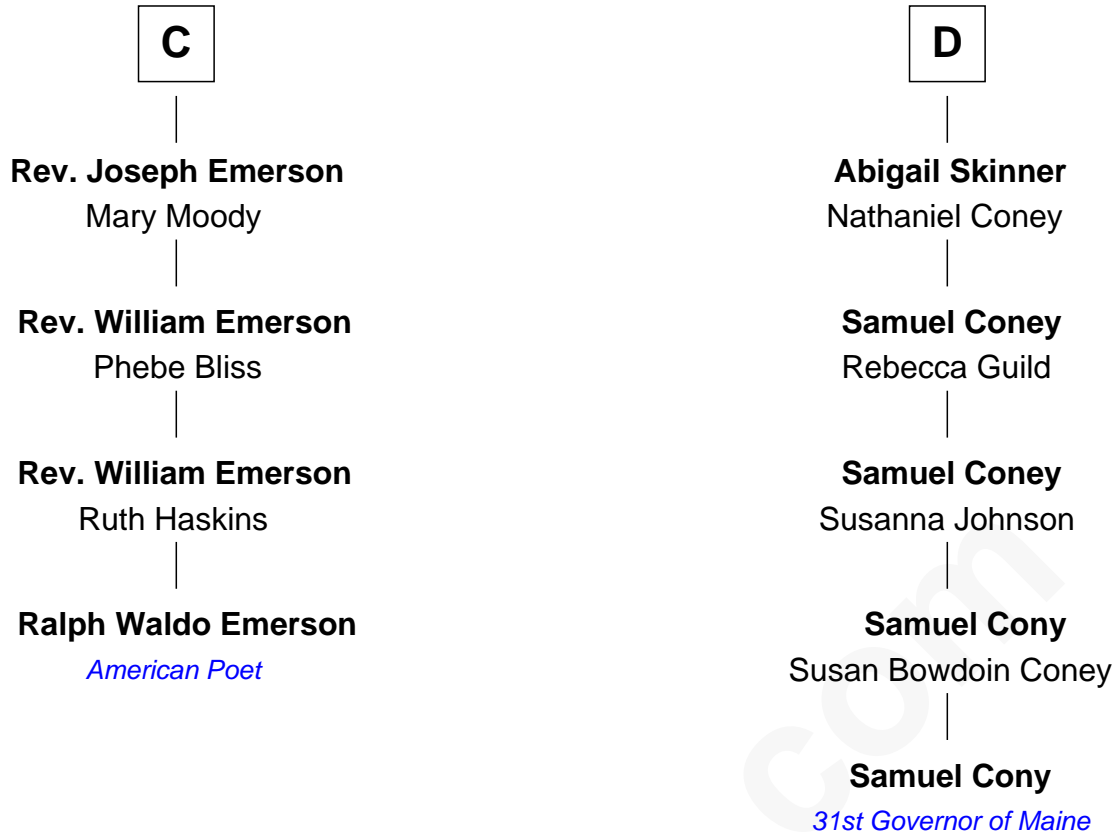 C
Rev. Joseph Emerson
Mary Moody
Rev. William Emerson
Phebe Bliss
Rev. William Emerson
Ruth Haskins
Ralph Waldo Emerson
American Poet
D
Abigail Skinner
Nathaniel Coney
Samuel Coney
Rebecca Guild
Samuel Coney
Susanna Johnson
Samuel Cony
Susan Bowdoin Coney
Samuel Cony
31st Governor of Maine
com